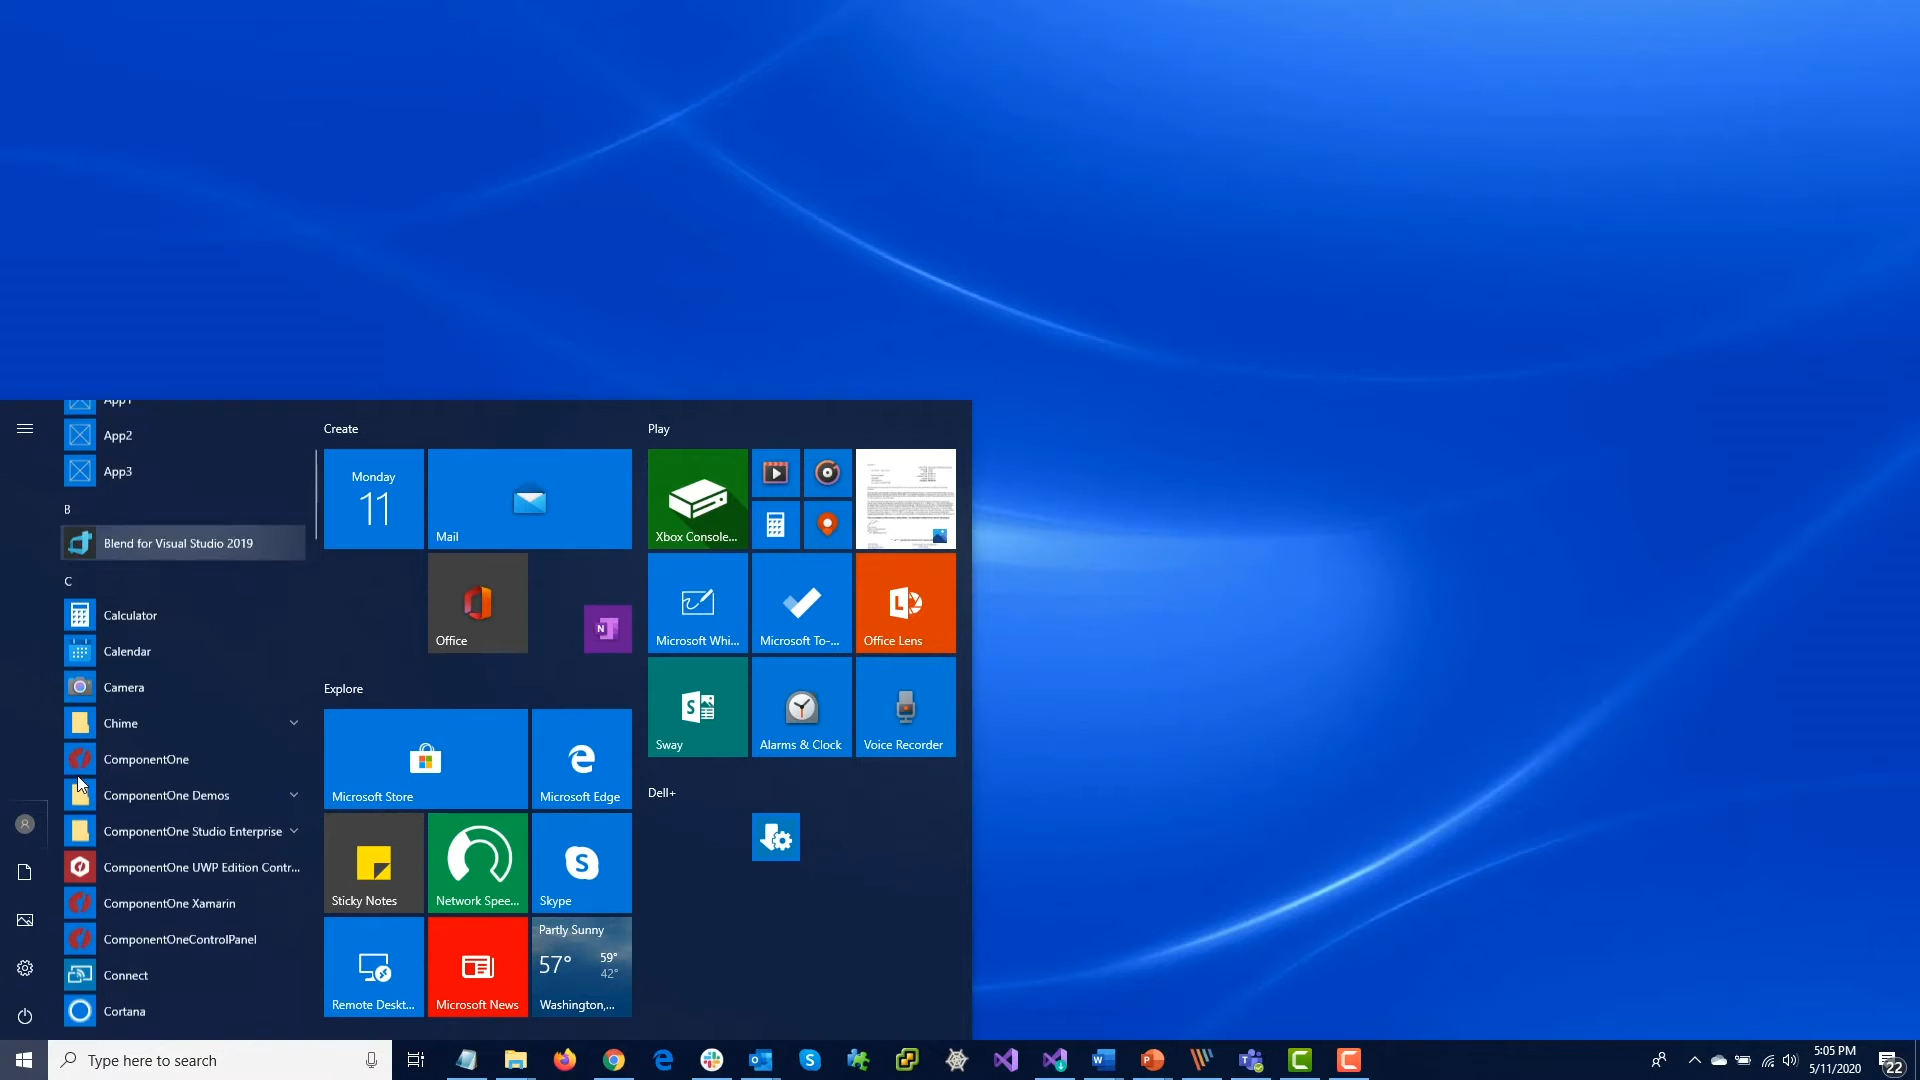 App1
App2
App3
B
Blend for Visual Studio 2019
C
Calculator
Calendar
Camera
Chime
ComponentOne
ComponentOne Demos
ComponentOne Studio Enterprise
ComponentOne UWP Edition Contr...
ComponentOne Xamarin
ComponentOneControlPanel
Connect
Cortana
Create
Monday
11
Mail
Office
N
Explore
Microsoft Store
Microsoft Edge
Sticky Notes
Network Spee...
Skype
Remote Deskt...
Microsoft News
Partly Sunny
57° 59°
42°
Washington,...
Play
Xbox Console...
Microsoft Whi...
Microsoft To-...
Office Lens
Sway
Alarms & Clock
Voice Recorder
Dell+
Type here to search
5:05 PM
5/11/2020
22